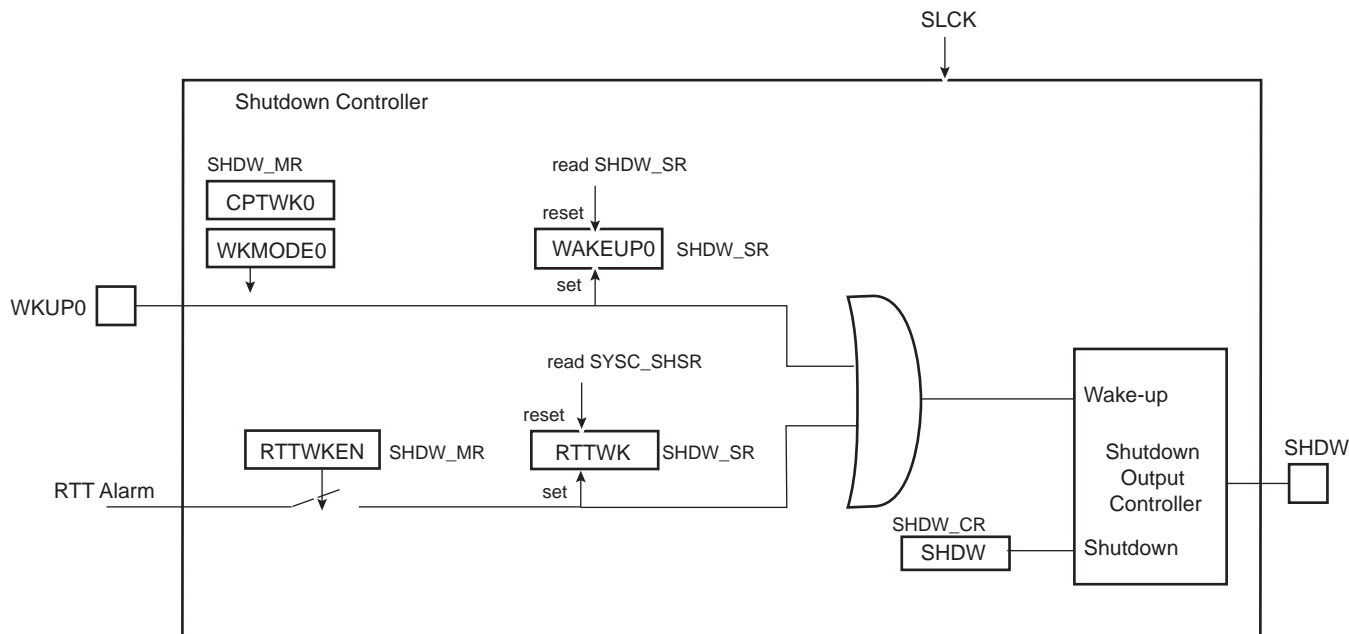 SLCK
Shutdown Controller
SHDW_MR
CPTWK0
WKMODE0
read SHDW_SR
reset
WAKEUP0
SHDW_SR
set
WKUP0
read SYSC_SHSR
reset
RTTWKEN
SHDW_MR
RTTWK
SHDW_SR
set
RTT Alarm
Wake-up
Shutdown
Output
Controller
SHDW
SHDW_CR
SHDW
Shutdown